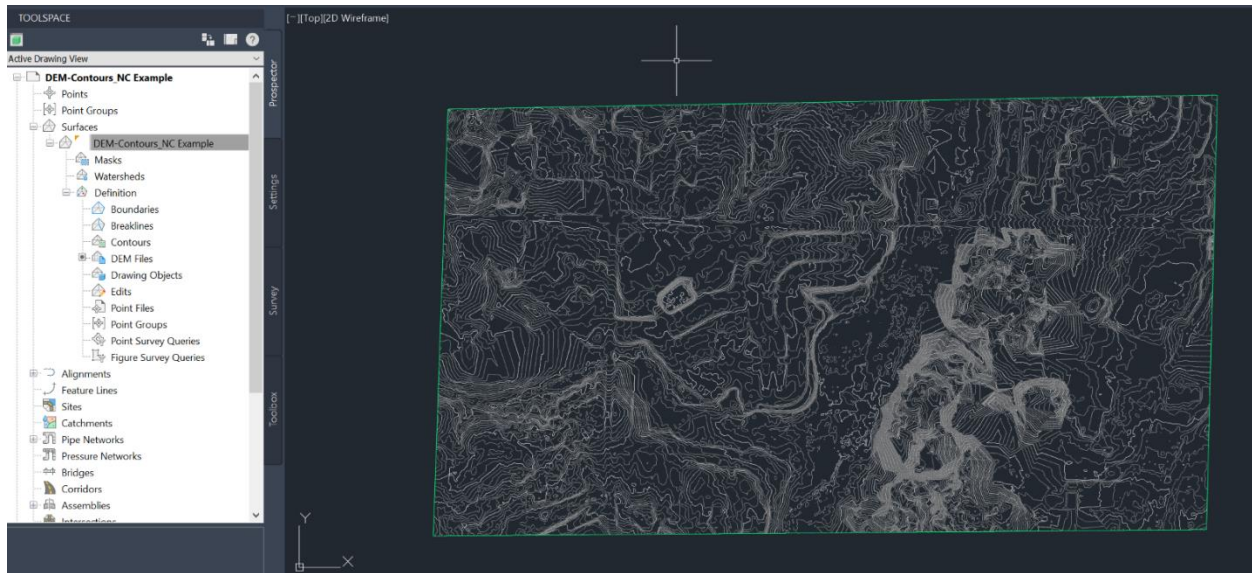 TOOLSPACE
Active Drawing View
DEM-Contours_NC Example
Points
Point Groups
Surfaces
DEM-Contours_NC Example
Masks
Watersheds
Definition
Boundaries
Breaklines
Contours
DEM Files
Drawing Objects
Edits
Point Files
Point Groups
Point Survey Queries
Figure Survey Queries
Alignments
Feature Lines
Sites
Catchments
Pipe Networks
Pressure Networks
Bridges
Corridors
Assemblies
Intersections
Prospector
Settings
Survey
Toolbox
[-][Top][2D Wireframe]
Y
X